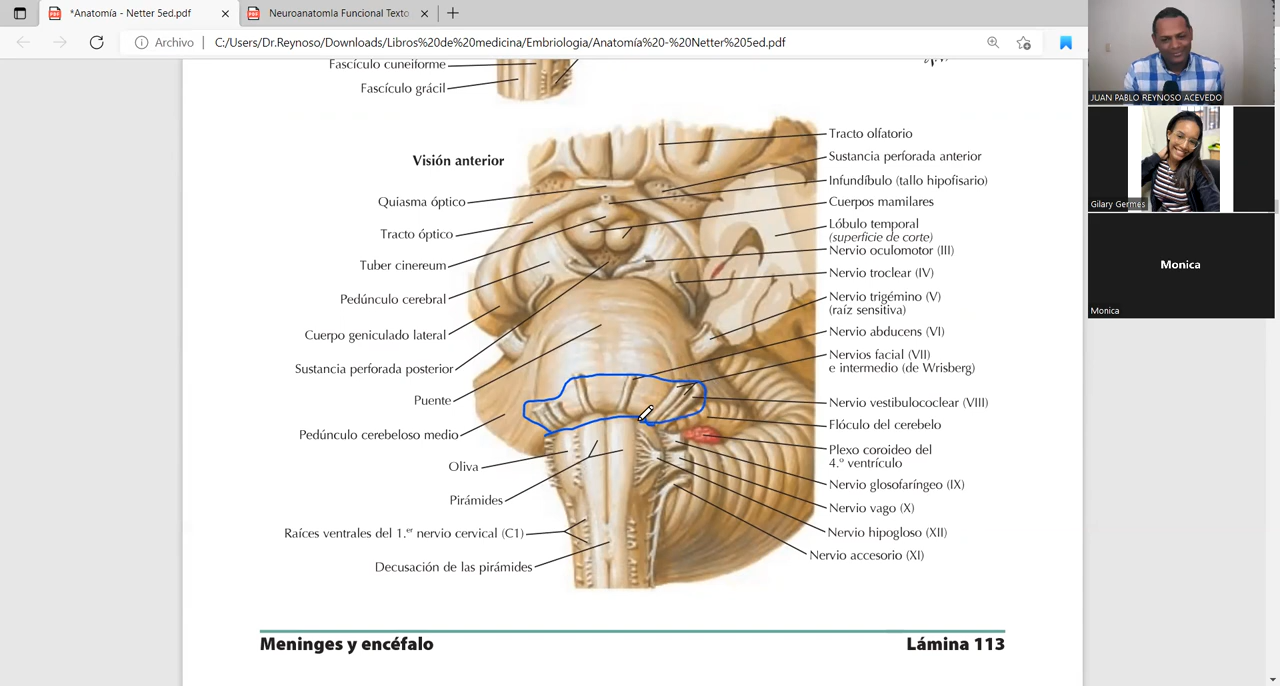 *Anatomía - Netter 5ed.pdf
NeuroanatomIa Funcional Texto
Archivo
C:/Users/Dr.Reynoso/Downloads/Libros%20de%20medicina/Embriologia/Anatomía%20-%20Netter%205ed.pdf
JUAN PABLO REYNOSO ACEVEDO
Gilary Germes
Monica
Monica
Fascículo cuneiforme
Fascículo grácil
Visión anterior
Quiasma óptico
Tracto óptico
Tuber cinereum
Pedúnculo cerebral
Cuerpo geniculado lateral
Sustancia perforada posterior
Puente
Pedúnculo cerebeloso medio
Oliva
Pirámides
Raíces ventrales del 1.er nervio cervical (C1)
Decusación de las pirámides
Tracto olfatorio
Sustancia perforada anterior
Infundíbulo (tallo hipofisario)
Cuerpos mamilares
Lóbulo temporal
(superficie de corte)
Nervio oculomotor (III)
Nervio troclear (IV)
Nervio trigémino (V)
(raíz sensitiva)
Nervio abducens (VI)
Nervios facial (VII)
e intermedio (de Wrisberg)
Nervio vestibulococlear (VIII)
Flóculo del cerebelo
Plexo coroideo del
4.º ventrículo
Nervio glosofaríngeo (IX)
Nervio vago (X)
Nervio hipogloso (XII)
Nervio accesorio (XI)
Meninges y encéfalo
Lámina 113